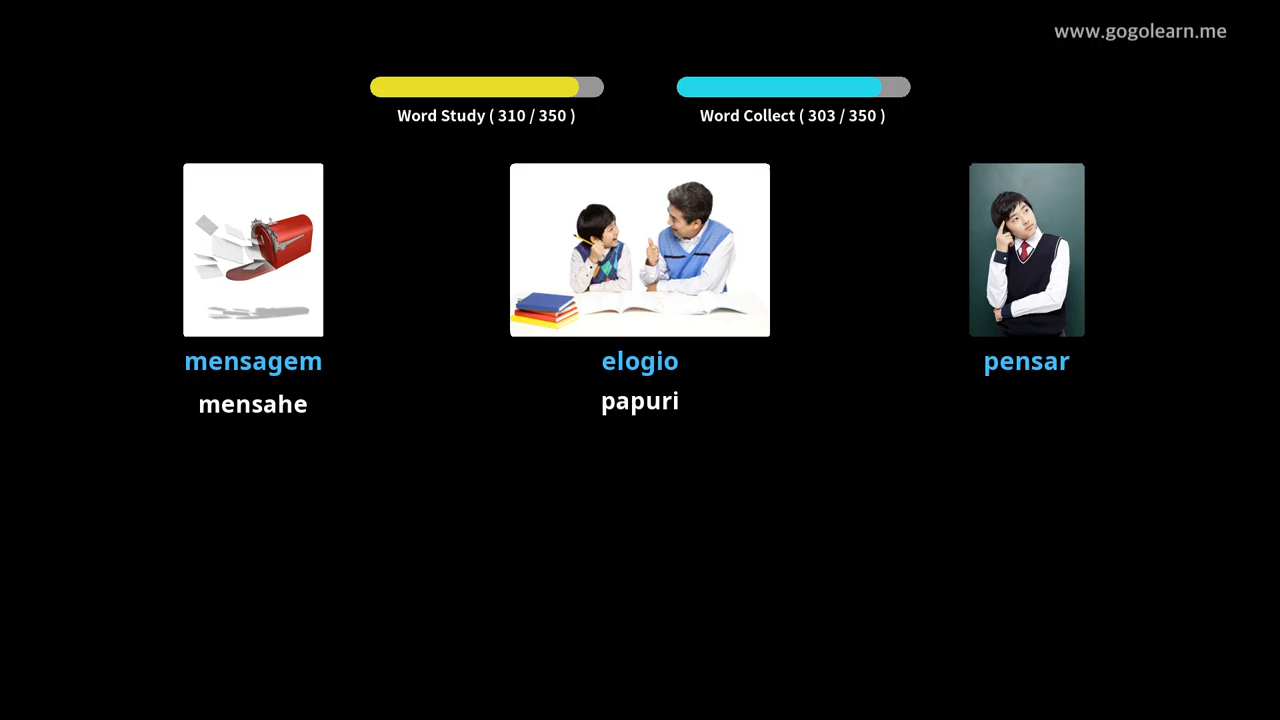 www.gogolearn.me
Word Study ( 310 / 350 )
Word Collect ( 303 / 350 )
mensagem
mensahe
elogio
papuri
pensar